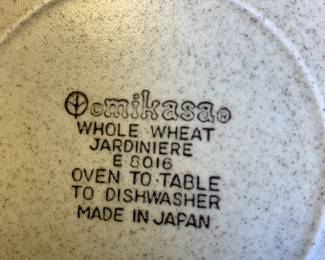 ©mikasa®
WHOLE WHEAT
JARDINIERE
E 8016
OVEN TO TABLE
TO DISHWASHER
MADE IN JAPAN